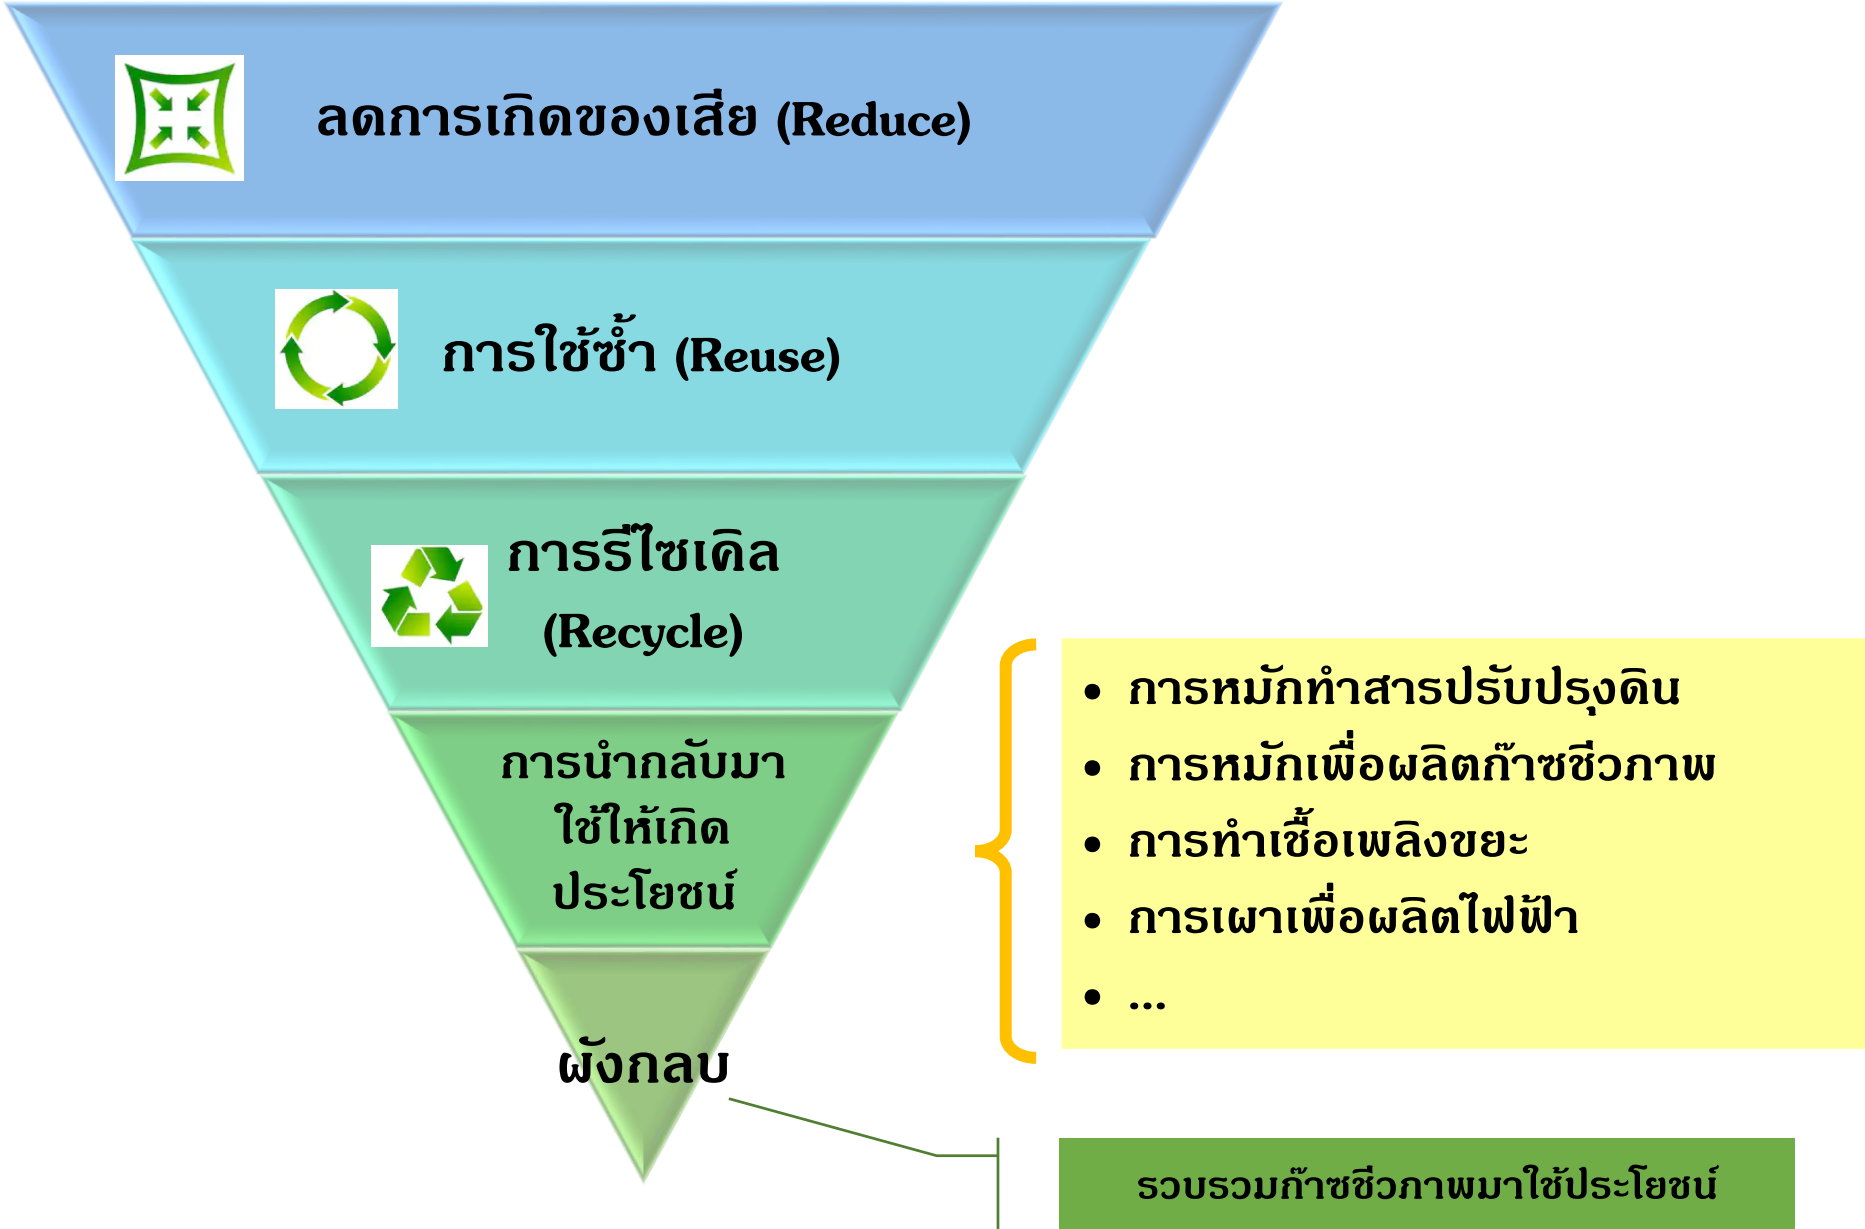 ลดการเกิดของเสีย (Reduce)
การใช้ซ้ำ (Reuse)
การรีไซเคิล
(Recycle)
การนำกลับมา
ใช้ให้เกิด
ประโยชน์
ฝังกลบ
• การหมักทำสารปรับปรุงดิน
• การหมักเพื่อผลิตก๊าซชีวภาพ
• การทำเชื้อเพลิงขยะ
• การเผาเพื่อผลิตไฟฟ้า
• ...
รวบรวมก๊าซชีวภาพมาใช้ประโยชน์